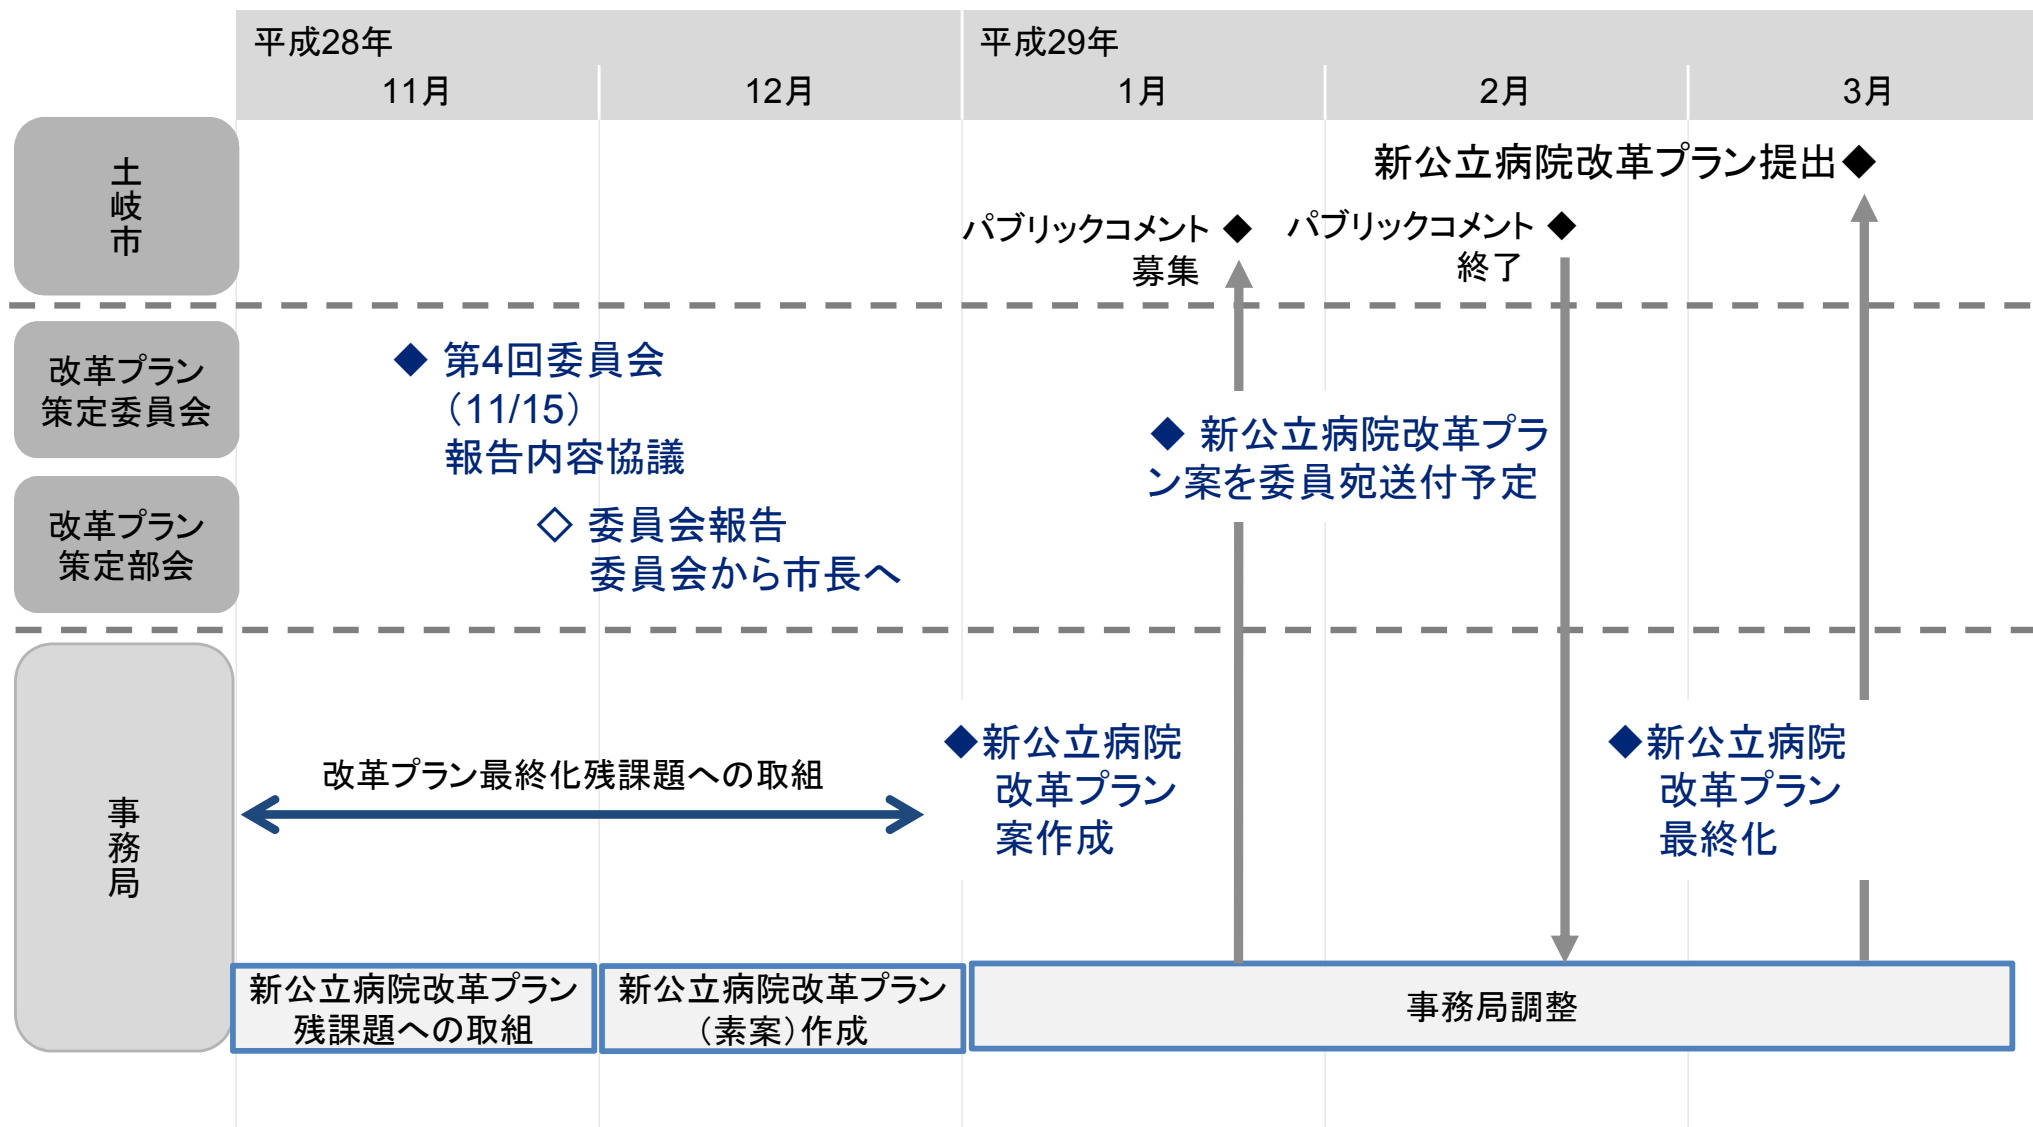 平成28年
平成29年
11月
12月
1月
2月
3月
土岐市
新公立病院改革プラン提出◆
パブリックコメント ◆
募集
パブリックコメント ◆
終了
改革プラン
策定委員会
◆ 第4回委員会
（11/15）
報告内容協議
◆ 新公立病院改革プラ
ン案を委員宛送付予定
改革プラン
策定部会
◇ 委員会報告
委員会から市長へ
事務局
改革プラン最終化残課題への取組
◆新公立病院
改革プラン
案作成
◆新公立病院
改革プラン
最終化
新公立病院改革プラン
残課題への取組
新公立病院改革プラン
（素案）作成
事務局調整